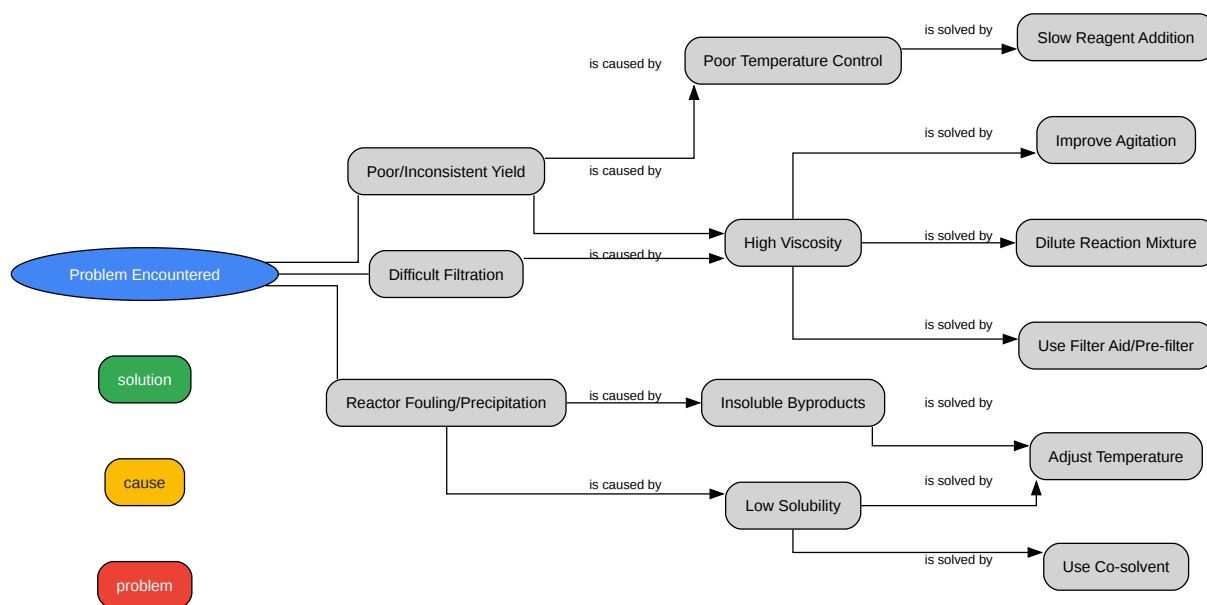 is solved by
Slow Reagent Addition
is caused by
Poor Temperature Control
is solved by
Improve Agitation
Poor/Inconsistent Yield
is caused by
is solved by
High Viscosity
Dilute Reaction Mixture
is caused by
Problem Encountered
Difficult Filtration
is solved by
Use Filter Aid/Pre-filter
solution
Reactor Fouling/Precipitation
is caused by
Insoluble Byproducts
is solved by
Adjust Temperature
cause
is caused by
is solved by
Low Solubility
is solved by
Use Co-solvent
problem